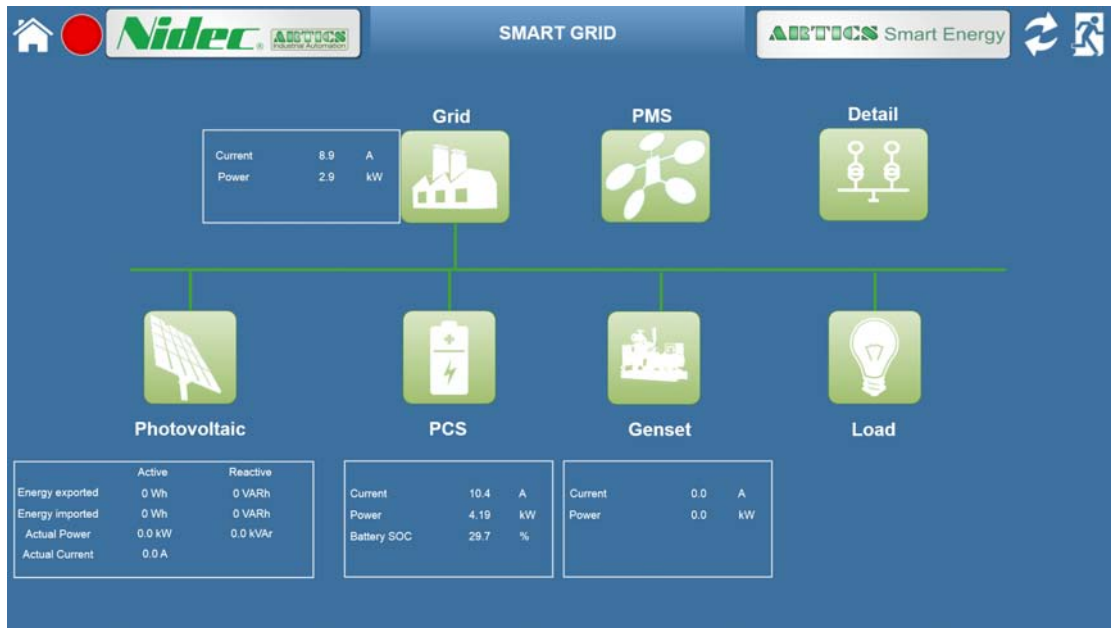 Nidec
ARTICS
Industrial Automation
SMART GRID
ARTICS Smart Energy
Grid
PMS
Detail
Current 8.9 A
Power 2.9 kW
Photovoltaic
PCS
Genset
Load
Active Reactive
Energy exported 0 Wh 0 VARh
Energy imported 0 Wh 0 VARh
Actual Power 0.0 kW 0.0 kVAr
Actual Current 0.0 A
Current 10.4 A
Power 4.19 kW
Battery SOC 29.7 %
Current 0.0 A
Power 0.0 kW